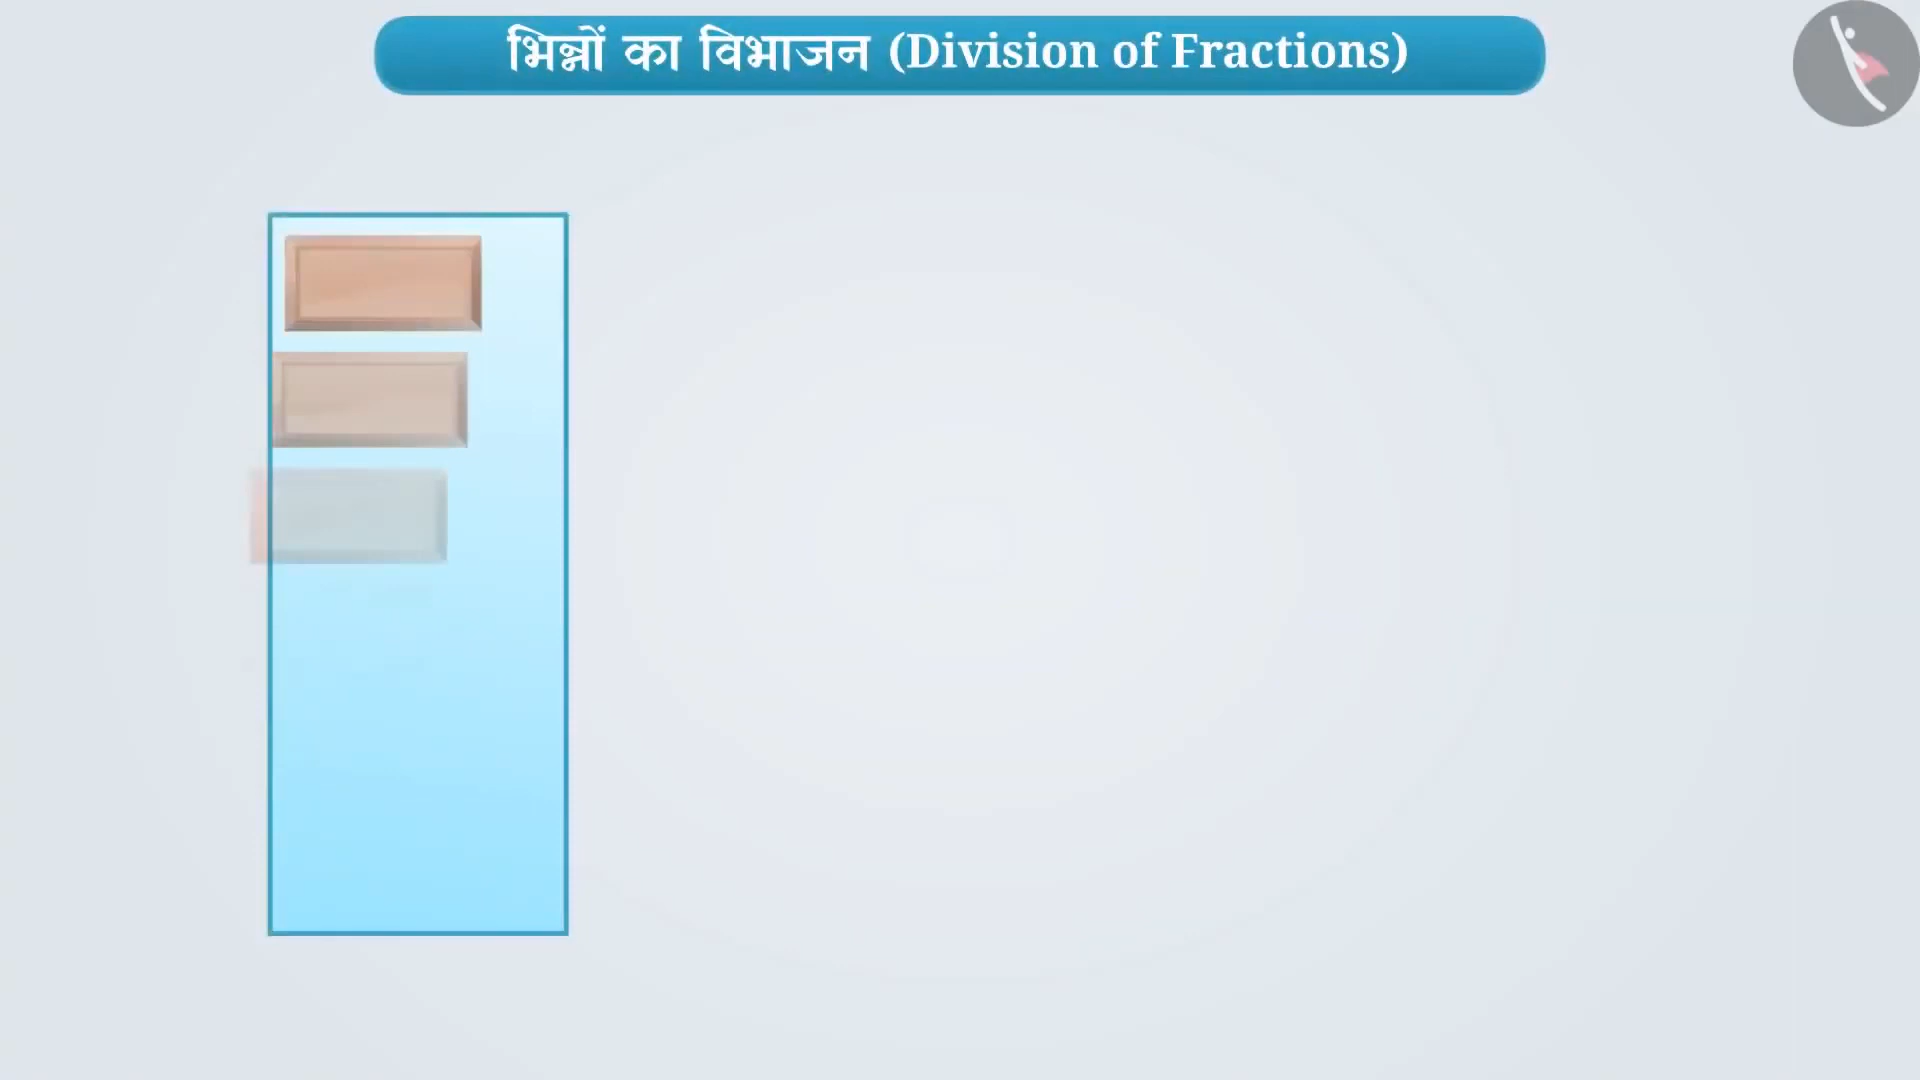 भिन्नों का विभाजन (Division of Fractions)